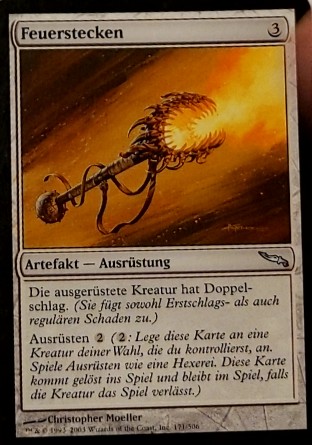 Feuerstecken 3
Artefakt — Ausrüstung
Die ausgerüstete Kreatur hat Doppel-
schlag. (Sie fügt sowohl Erstschlags- als auch
regulären Schaden zu.)
Ausrüsten 2 (2: Lege diese Karte an eine
Kreatur deiner Wahl, die du kontrollierst, an.
Spiele Ausrüsten wie eine Hexerei. Diese Karte
kommt gelöst ins Spiel und bleibt im Spiel, falls
die Kreatur das Spiel verlässt.)
Christopher Moeller
™ & © 1993-2003 Wizards of the Coast, Inc. 171/306